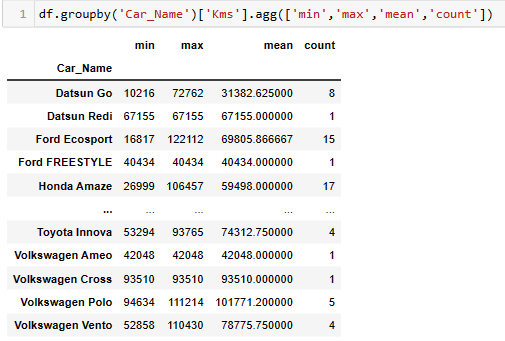 1 df.groupby('Car_Name')['Kms'].agg(['min','max','mean','count'])
min max mean count
Car_Name
Datsun Go 10216 72762 31382.625000 8
Datsun Redi 67155 67155 67155.000000 1
Ford Ecosport 16817 122112 69805.866667 15
Ford FREESTYLE 40434 40434 40434.000000 1
Honda Amaze 26999 106457 59498.000000 17
... ... ... ... ...
Toyota Innova 53294 93765 74312.750000 4
Volkswagen Ameo 42048 42048 42048.000000 1
Volkswagen Cross 93510 93510 93510.000000 1
Volkswagen Polo 94634 111214 101771.200000 5
Volkswagen Vento 52858 110430 78775.750000 4